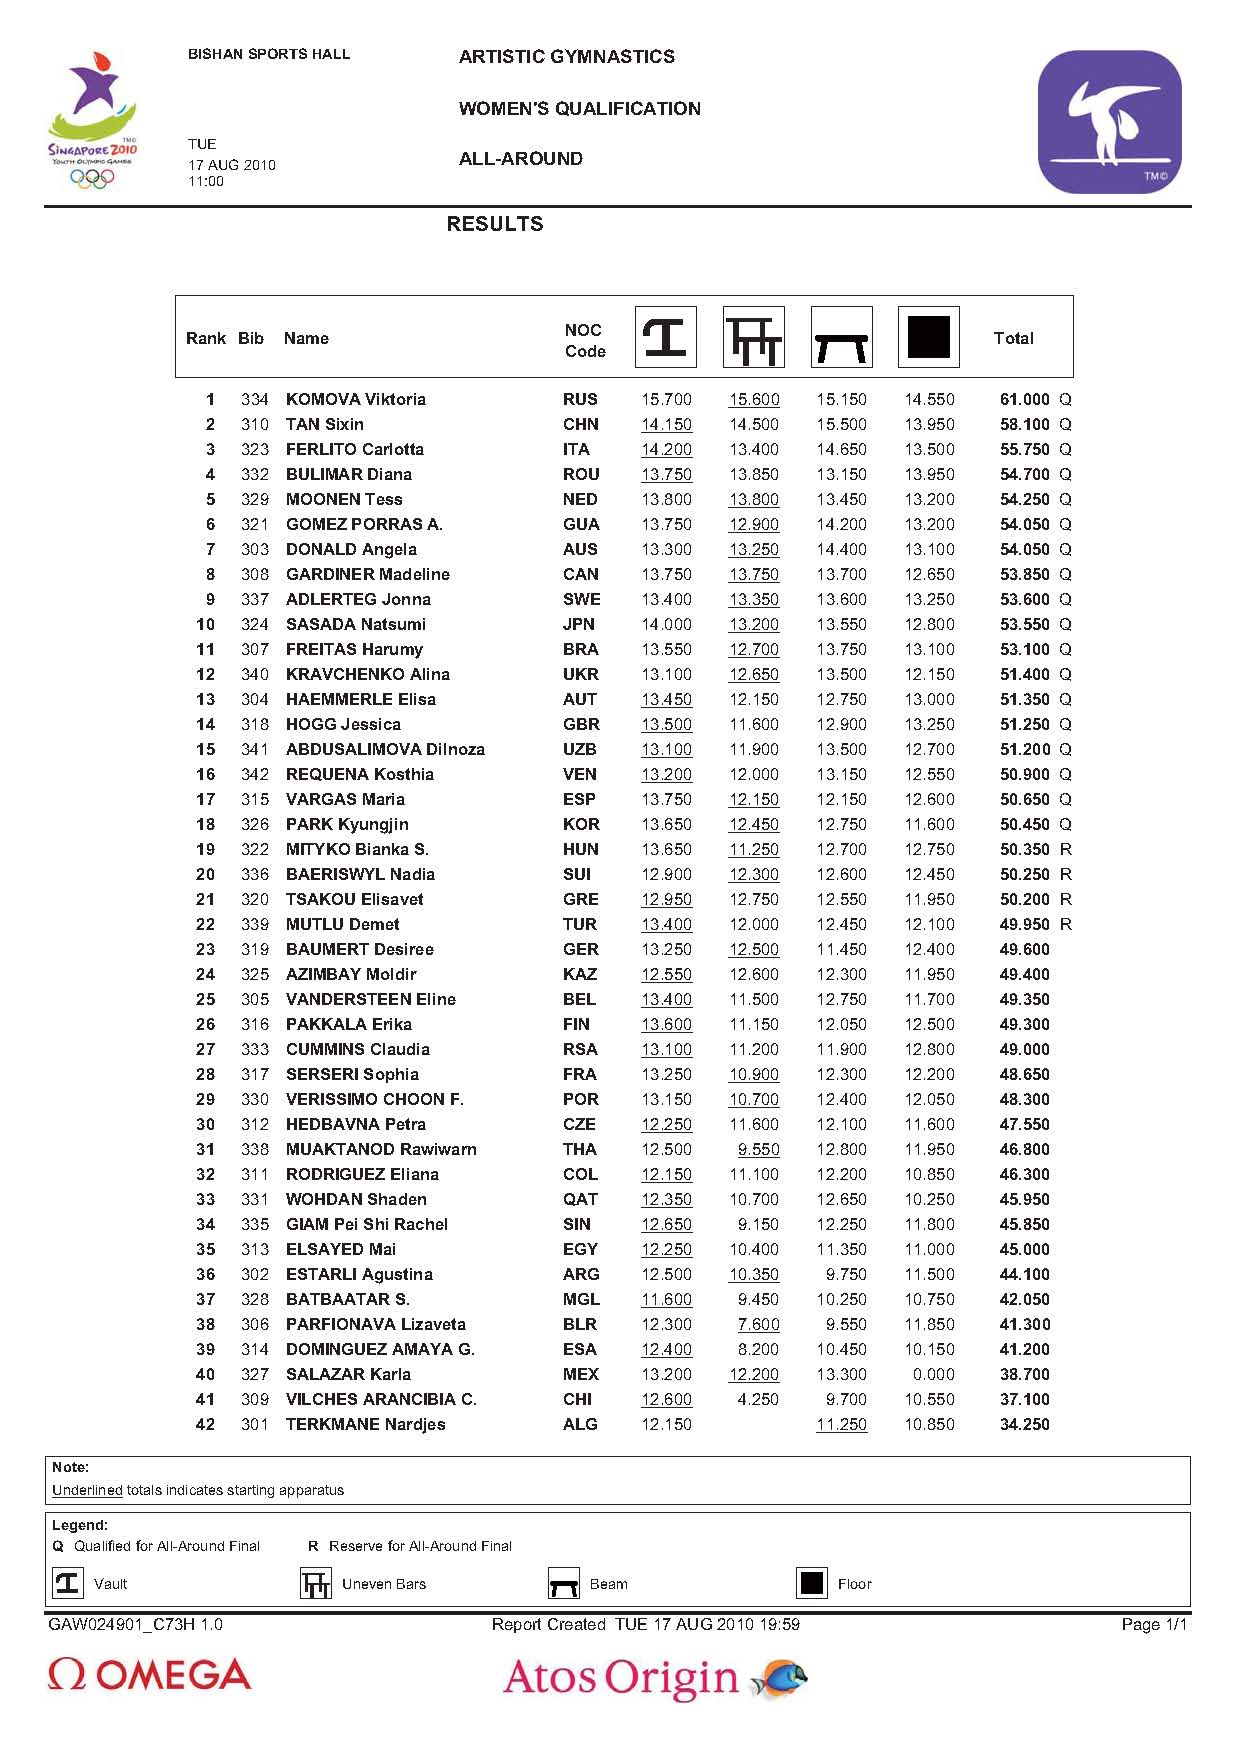 BISHAN SPORTS HALL
ARTISTIC GYMNASTICS
WOMEN'S QUALIFICATION
TUE
17 AUG 2010
11:00
ALL-AROUND
SINGAPORE 2010 TM©
YOUTH OLYMPIC GAMES
TM©
RESULTS
Rank Bib Name NOC Code Total
1 334 KOMOVA Viktoria RUS 15.700 15.600 15.150 14.550 61.000 Q
2 310 TAN Sixin CHN 14.150 14.500 15.500 13.950 58.100 Q
3 323 FERLITO Carlotta ITA 14.200 13.400 14.650 13.500 55.750 Q
4 332 BULIMAR Diana ROU 13.750 13.850 13.150 13.950 54.700 Q
5 329 MOONEN Tess NED 13.800 13.800 13.450 13.200 54.250 Q
6 321 GOMEZ PORRAS A. GUA 13.750 12.900 14.200 13.200 54.050 Q
7 303 DONALD Angela AUS 13.300 13.250 14.400 13.100 54.050 Q
8 308 GARDINER Madeline CAN 13.750 13.750 13.700 12.650 53.850 Q
9 337 ADLERTEG Jonna SWE 13.400 13.350 13.600 13.250 53.600 Q
10 324 SASADA Natsumi JPN 14.000 13.200 13.550 12.800 53.550 Q
11 307 FREITAS Harumy BRA 13.550 12.700 13.750 13.100 53.100 Q
12 340 KRAVCHENKO Alina UKR 13.100 12.650 13.500 12.150 51.400 Q
13 304 HAEMMERLE Elisa AUT 13.450 12.150 12.750 13.000 51.350 Q
14 318 HOGG Jessica GBR 13.500 11.600 12.900 13.250 51.250 Q
15 341 ABDUSALIMOVA Dilnoza UZB 13.100 11.900 13.500 12.700 51.200 Q
16 342 REQUENA Kosthia VEN 13.200 12.000 13.150 12.550 50.900 Q
17 315 VARGAS Maria ESP 13.750 12.150 12.150 12.600 50.650 Q
18 326 PARK Kyungjin KOR 13.650 12.450 12.750 11.600 50.450 Q
19 322 MITYKO Bianka S. HUN 13.650 11.250 12.700 12.750 50.350 R
20 336 BAERISWYL Nadia SUI 12.900 12.300 12.600 12.450 50.250 R
21 320 TSAKOU Elisavet GRE 12.950 12.750 12.550 11.950 50.200 R
22 339 MUTLU Demet TUR 13.400 12.000 12.450 12.100 49.950 R
23 319 BAUMERT Desiree GER 13.250 12.500 11.450 12.400 49.600
24 325 AZIMBAY Moldir KAZ 12.550 12.600 12.300 11.950 49.400
25 305 VANDERSTEEN Eline BEL 13.400 11.500 12.750 11.700 49.350
26 316 PAKKALA Erika FIN 13.600 11.150 12.050 12.500 49.300
27 333 CUMMINS Claudia RSA 13.100 11.200 11.900 12.800 49.000
28 317 SERSERI Sophia FRA 13.250 10.900 12.300 12.200 48.650
29 330 VERISSIMO CHOON F. POR 13.150 10.700 12.400 12.050 48.300
30 312 HEDBAVNA Petra CZE 12.250 11.600 12.100 11.600 47.550
31 338 MUAKTANOD Rawiwarn THA 12.500 9.550 12.800 11.950 46.800
32 311 RODRIGUEZ Eliana COL 12.150 11.100 12.200 10.850 46.300
33 331 WOHDAN Shaden QAT 12.350 10.700 12.650 10.250 45.950
34 335 GIAM Pei Shi Rachel SIN 12.650 9.150 12.250 11.800 45.850
35 313 ELSAYED Mai EGY 12.250 10.400 11.350 11.000 45.000
36 302 ESTARLI Agustina ARG 12.500 10.350 9.750 11.500 44.100
37 328 BATBAATAR S. MGL 11.600 9.450 10.250 10.750 42.050
38 306 PARFIONAVA Lizaveta BLR 12.300 7.600 9.550 11.850 41.300
39 314 DOMINGUEZ AMAYA G. ESA 12.400 8.200 10.450 10.150 41.200
40 327 SALAZAR Karla MEX 13.200 12.200 13.300 0.000 38.700
41 309 VILCHES ARANCIBIA C. CHI 12.600 4.250 9.700 10.550 37.100
42 301 TERKMANE Nardjes ALG 12.150 11.250 10.850 34.250
Note:
Underlined totals indicates starting apparatus
Legend:
Q Qualified for All-Around Final R Reserve for All-Around Final
Vault Uneven Bars Beam Floor
GAW024901_C73H 1.0 Report Created TUE 17 AUG 2010 19:59 Page 1/1
Ω OMEGA Atos Origin